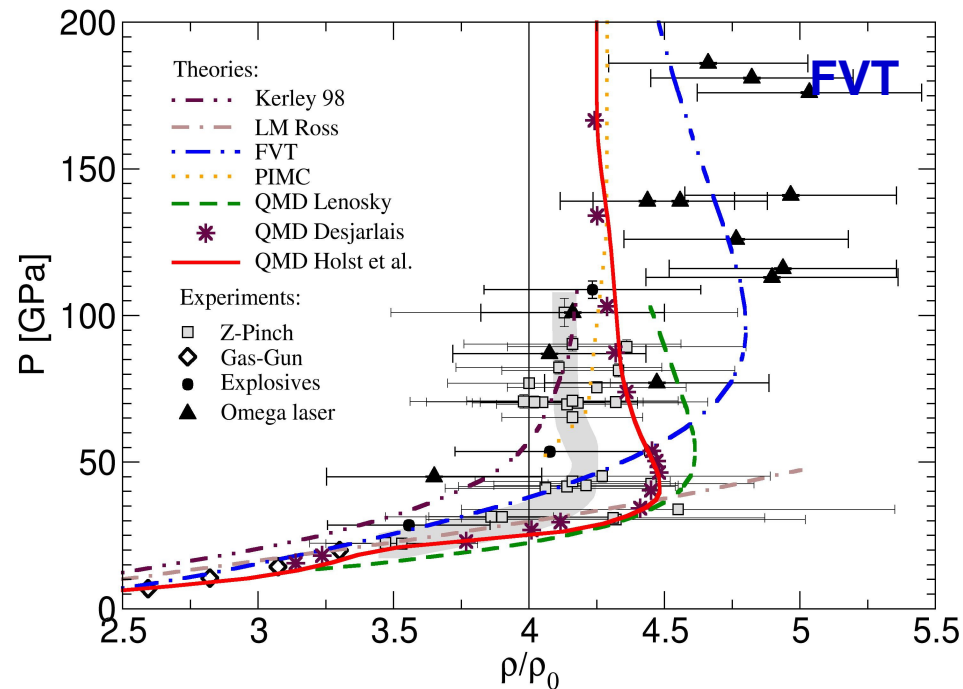 200
150
100
50
0
P [GPa]
Theories:
Kerley 98
LM Ross
FVT
PIMC
QMD Lenosky
QMD Desjarlais
QMD Holst et al.
Experiments:
Z-Pinch
Gas-Gun
Explosives
Omega laser
FVT
2.5 3 3.5 4 4.5 5 5.5
ρ/ρ0